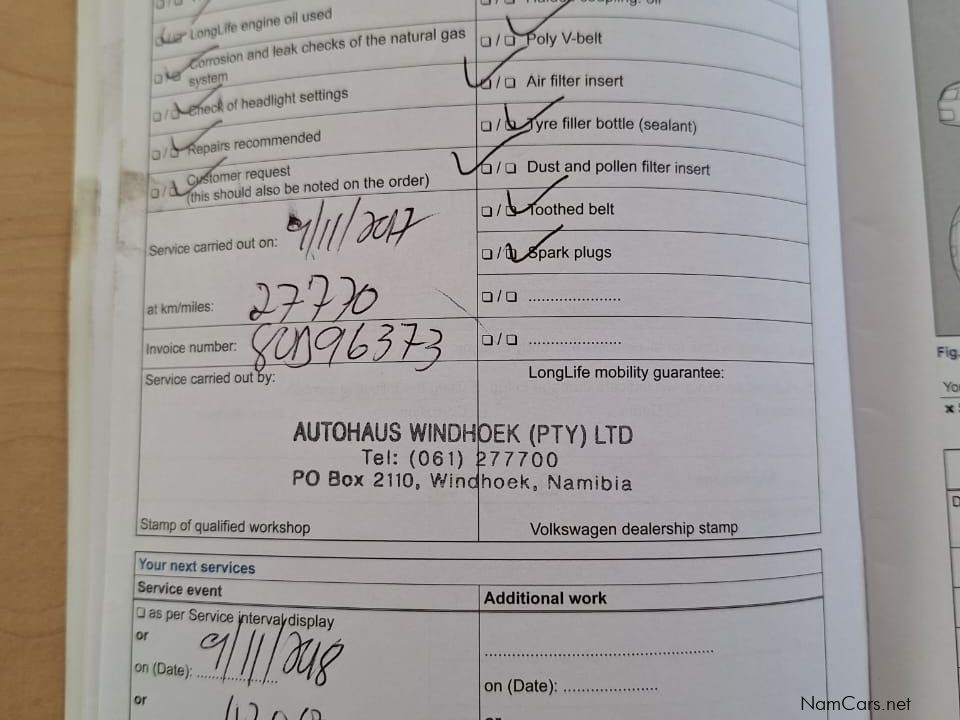 LongLife engine oil used
Corrosion and leak checks of the natural gas
system
Check of headlight settings
Repairs recommended
Customer request
(this should also be noted on the order)
Service carried out on: 9/11/2017
at km/miles: 27770
Invoice number:
Service carried out by:
Poly V-belt
Air filter insert
Tyre filler bottle (sealant)
Dust and pollen filter insert
Toothed belt
Spark plugs
LongLife mobility guarantee:
AUTOHAUS WINDHOEK (PTY) LTD
Tel: (061) 277700
PO Box 2110, Windhoek, Namibia
Stamp of qualified workshop
Volkswagen dealership stamp
Your next services
Service event
as per Service interval display
or
on (Date): 9/11/2018
or
Additional work
on (Date):
Fig.
NamCars.net